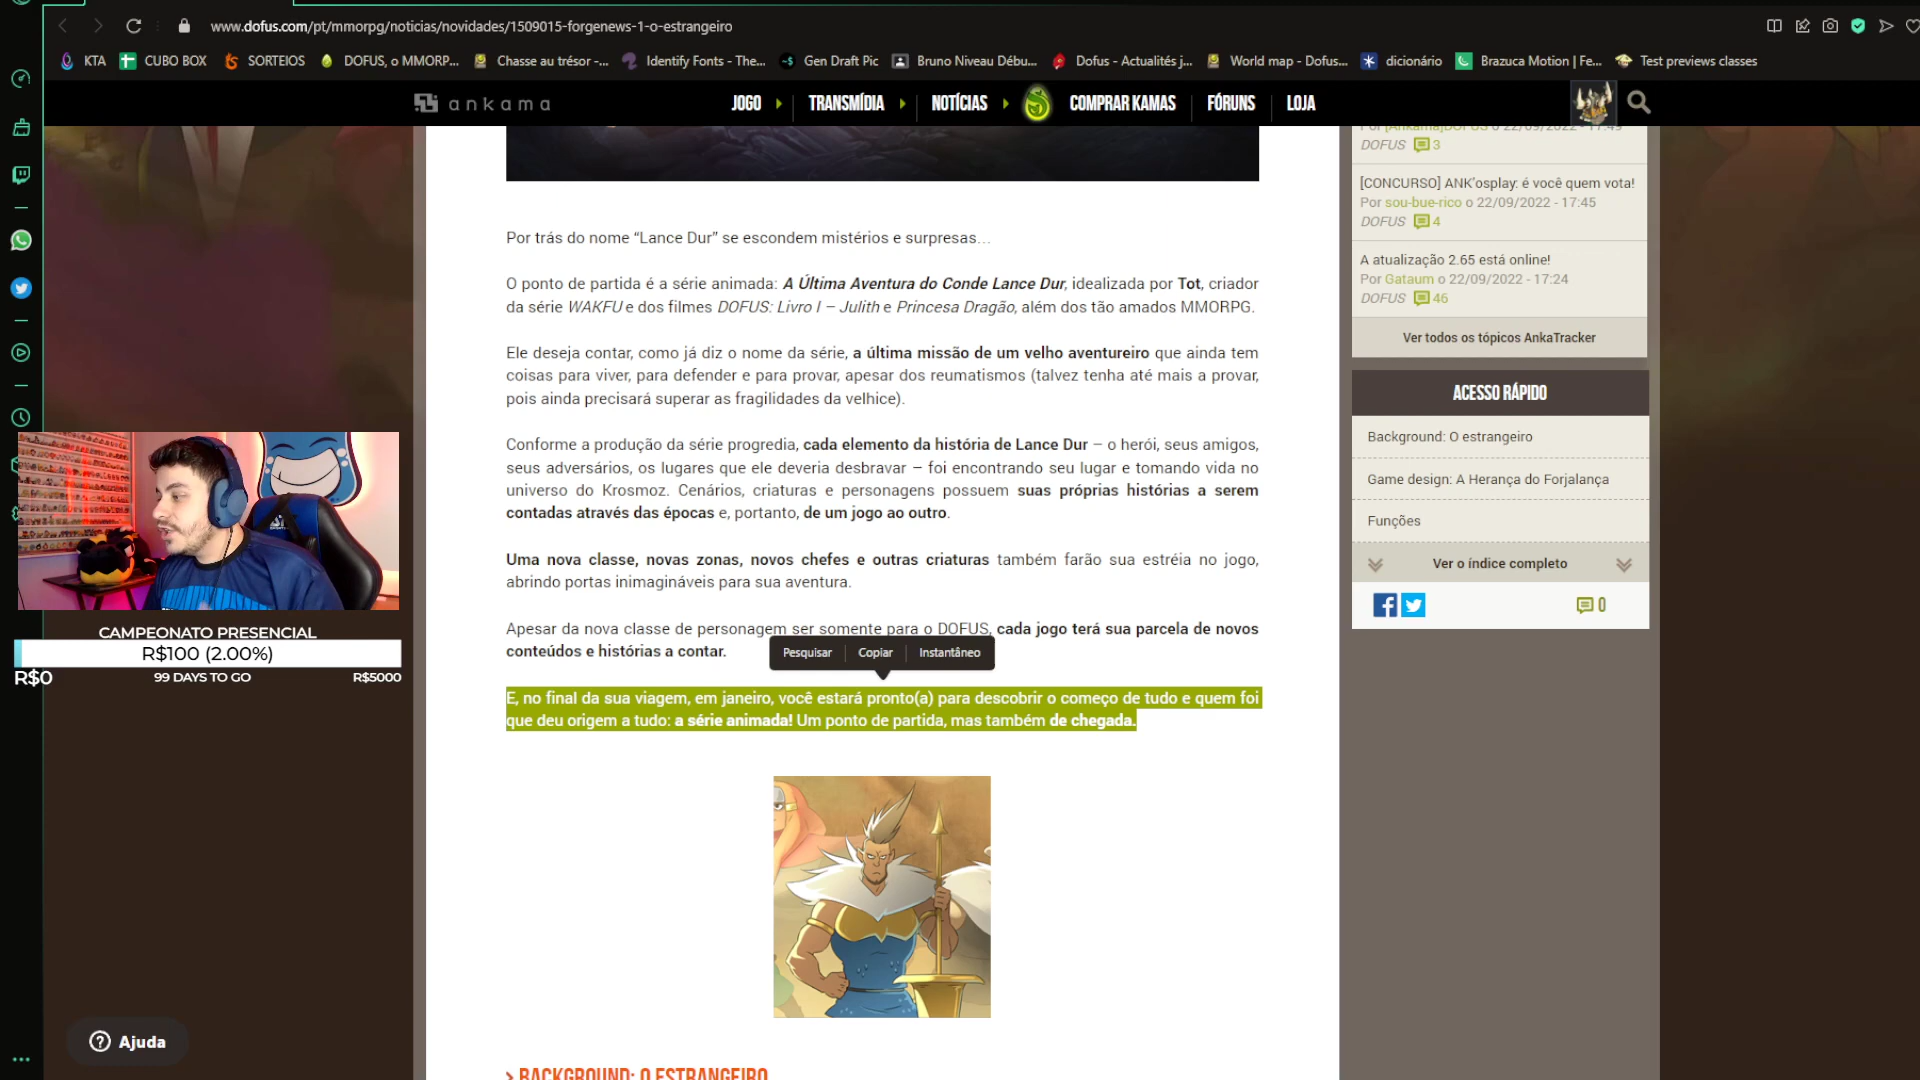 www.dofus.com/pt/mmorpg/noticias/novidades/1509015-forgenews-1-o-estrangeiro
KTA
CUBO BOX
SORTEIOS
DOFUS, o MMORP...
Chasse au trésor -...
Identify Fonts - The...
Gen Draft Pic
Bruno Niveau Débu...
Dofus - Actualités j...
World map - Dofus...
dicionário
Brazuca Motion | Fe...
Test previews classes
ankama
JOGO
TRANSMÍDIA
NOTÍCIAS
COMPRAR KAMAS
FÓRUNS
LOJA
Por trás do nome “Lance Dur” se escondem mistérios e surpresas…
O ponto de partida é a série animada: A Última Aventura do Conde Lance Dur, idealizada por Tot, criador
da série WAKFU e dos filmes DOFUS: Livro I – Julith e Princesa Dragão, além dos tão amados MMORPG.
Ele deseja contar, como já diz o nome da série, a última missão de um velho aventureiro que ainda tem
coisas para viver, para defender e para provar, apesar dos reumatismos (talvez tenha até mais a provar,
pois ainda precisará superar as fragilidades da velhice).
Conforme a produção da série progredia, cada elemento da história de Lance Dur – o herói, seus amigos,
seus adversários, os lugares que ele deveria desbravar – foi encontrando seu lugar e tomando vida no
universo do Krosmoz. Cenários, criaturas e personagens possuem suas próprias histórias a serem
contadas através das épocas e, portanto, de um jogo ao outro.
Uma nova classe, novas zonas, novos chefes e outras criaturas também farão sua estréia no jogo,
abrindo portas inimagináveis para sua aventura.
Apesar da nova classe de personagem ser somente para o DOFUS, cada jogo terá sua parcela de novos
conteúdos e histórias a contar.
Pesquisar
Copiar
Instantâneo
E, no final da sua viagem, em janeiro, você estará pronto(a) para descobrir o começo de tudo e quem foi
que deu origem a tudo: a série animada! Um ponto de partida, mas também de chegada.
> BACKGROUND: O ESTRANGEIRO
Por [Ankama]DOFUS o 22/09/2022 - 17:49
DOFUS 3
[CONCURSO] ANK'osplay: é você quem vota!
Por sou-bue-rico o 22/09/2022 - 17:45
DOFUS 4
A atualização 2.65 está online!
Por Gataum o 22/09/2022 - 17:24
DOFUS 46
Ver todos os tópicos AnkaTracker
ACESSO RÁPIDO
Background: O estrangeiro
Game design: A Herança do Forjalança
Funções
Ver o índice completo
0
CAMPEONATO PRESENCIAL
R$100 (2.00%)
R$0
99 DAYS TO GO
R$5000
Ajuda